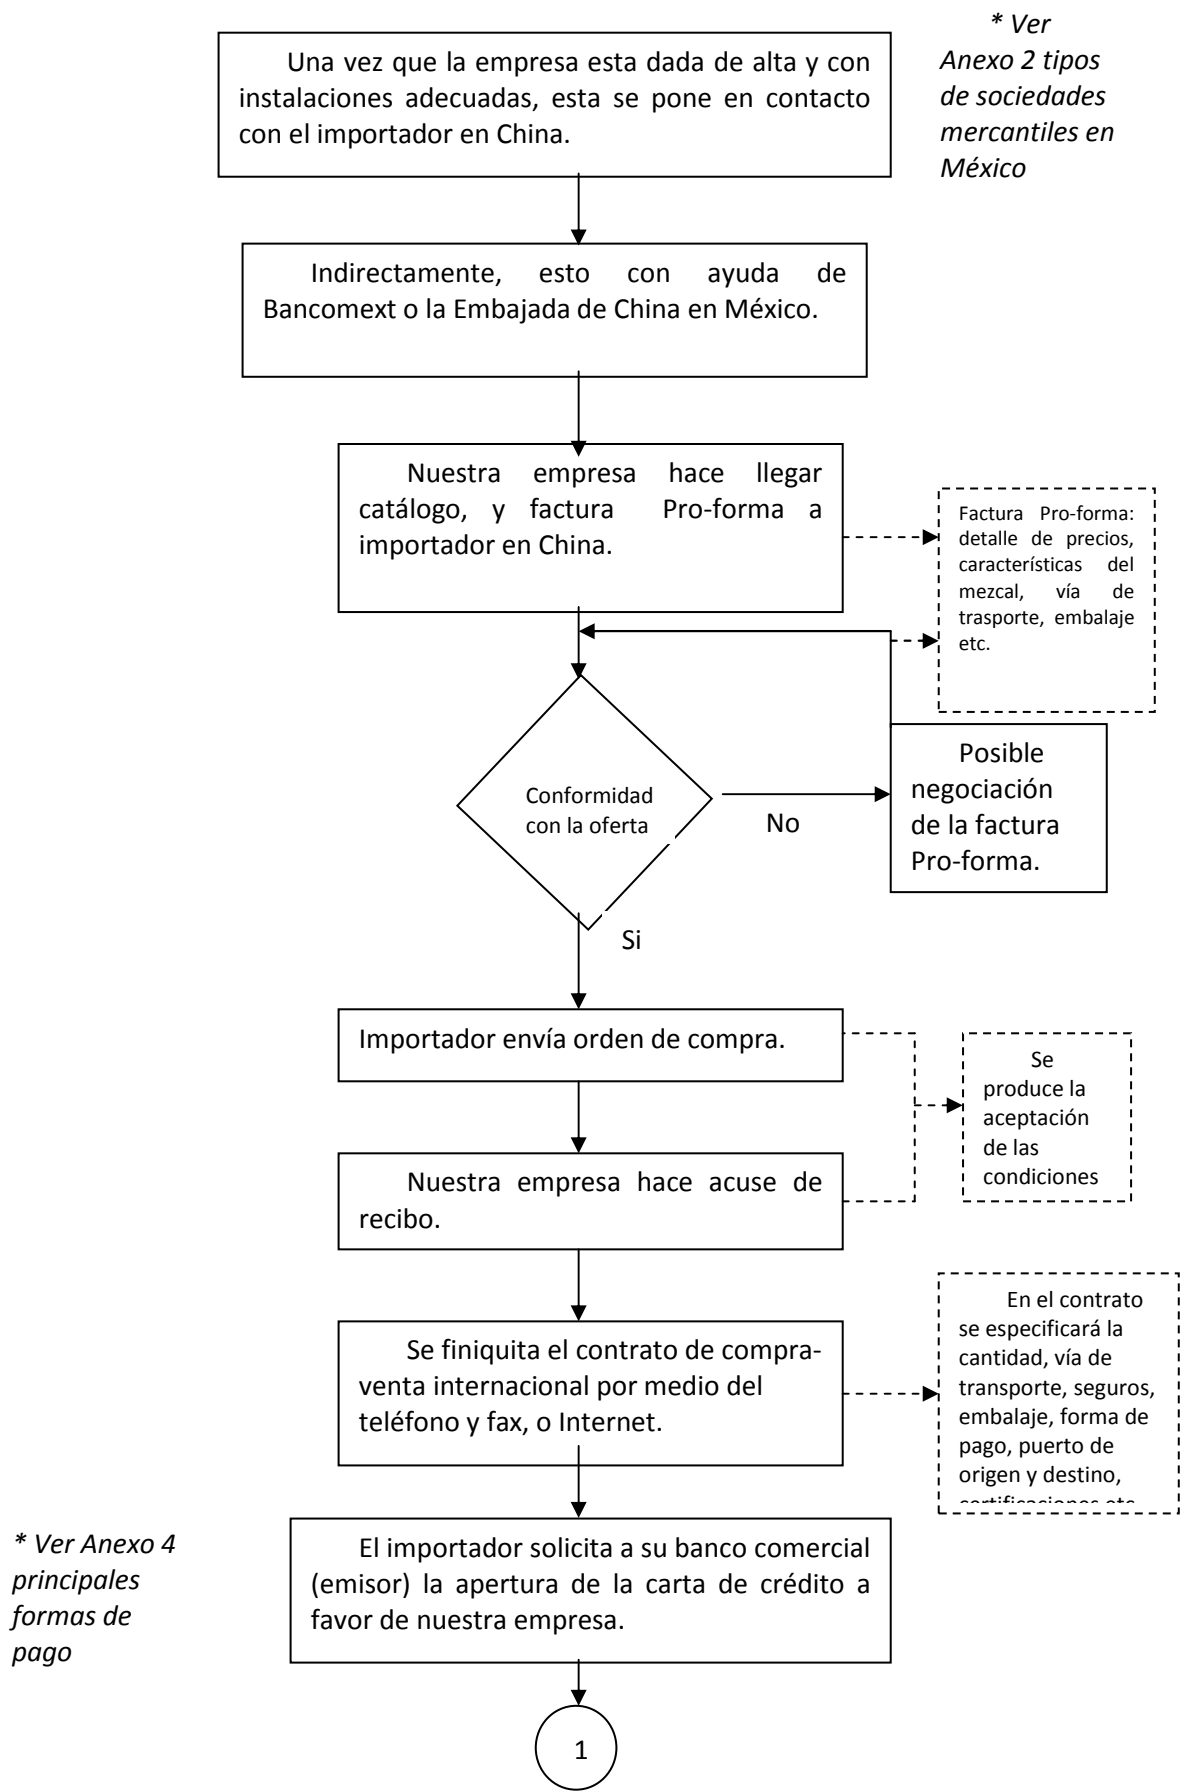 * Ver
Anexo 2 tipos
de sociedades
mercantiles en
México
Una vez que la empresa esta dada de alta y con
instalaciones adecuadas, esta se pone en contacto
con el importador en China.
Indirectamente, esto con ayuda de
Bancomext o la Embajada de China en México.
Nuestra empresa hace llegar
catálogo, y factura Pro-forma a
importador en China.
Factura Pro-forma:
detalle de precios,
características del
mezcal, vía de
trasporte, embalaje
etc.
Conformidad
con la oferta
No
Posible
negociación
de la factura
Pro-forma.
Si
Importador envía orden de compra.
Se
produce la
aceptación
de las
condiciones
Nuestra empresa hace acuse de
recibo.
Se finiquita el contrato de compra-
venta internacional por medio del
teléfono y fax, o Internet.
En el contrato
se especificará la
cantidad, vía de
transporte, seguros,
embalaje, forma de
pago, puerto de
origen y destino,
certificaciones etc
* Ver Anexo 4
principales
formas de
pago
El importador solicita a su banco comercial
(emisor) la apertura de la carta de crédito a
favor de nuestra empresa.
1